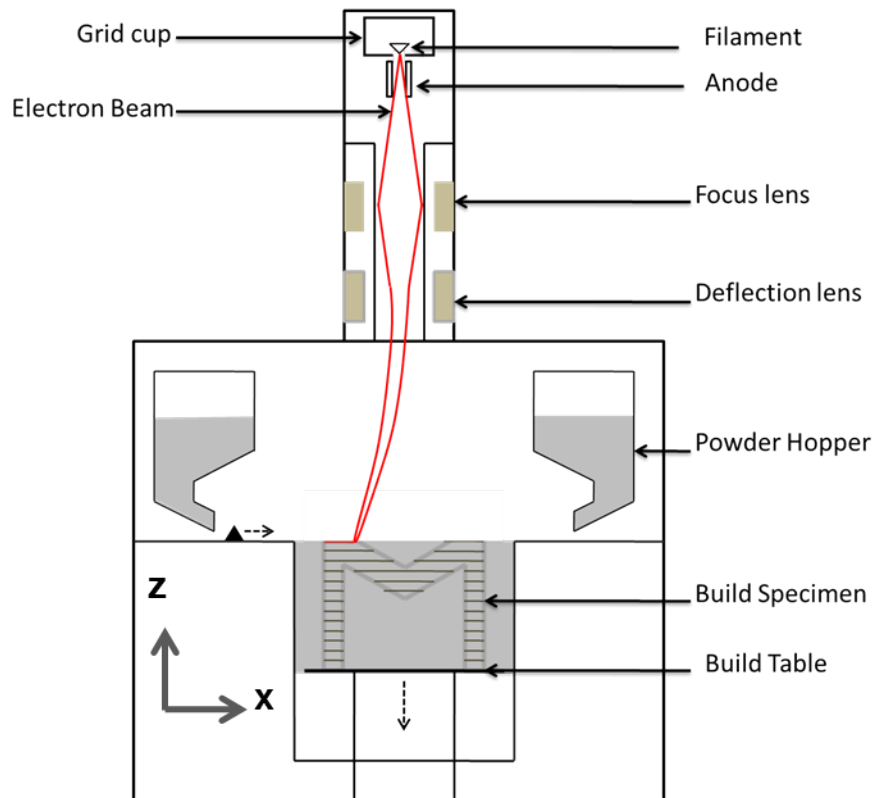 Grid cup
Filament
Anode
Electron Beam
Focus lens
Deflection lens
Powder Hopper
Z
X
Build Specimen
Build Table